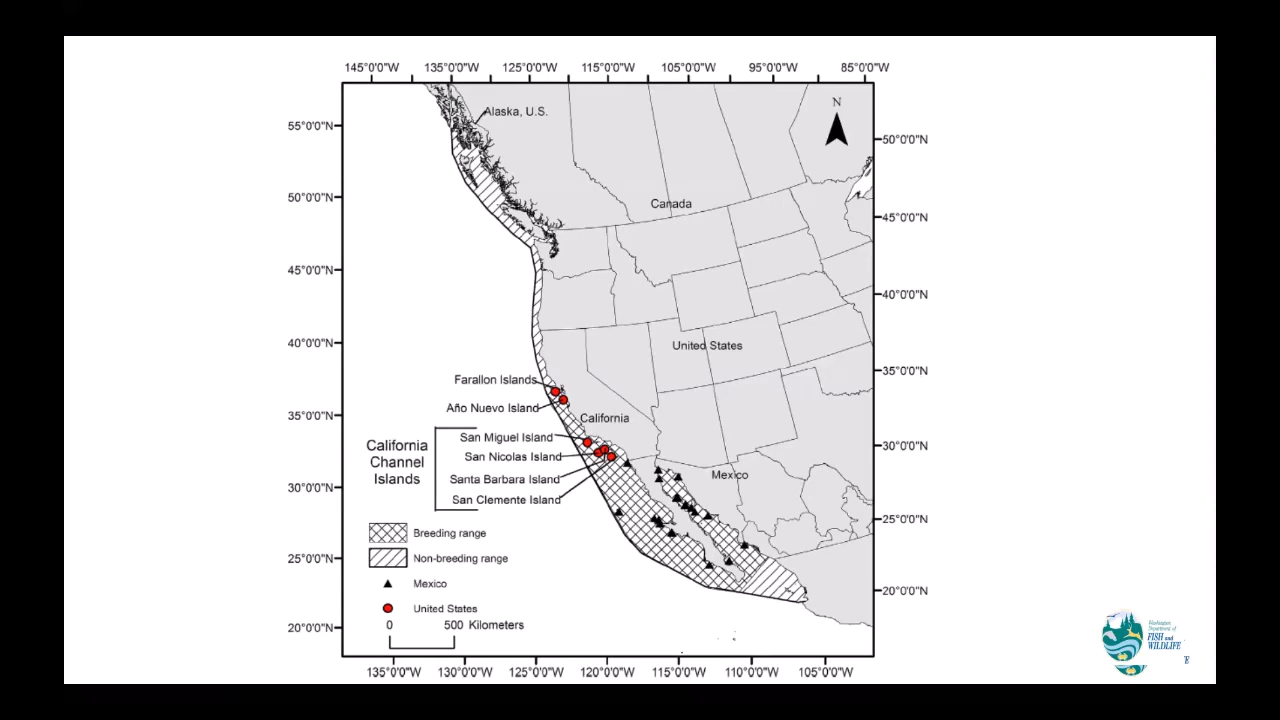 145°0'0"W 135°0'0"W 125°0'0"W 115°0'0"W 105°0'0"W 95°0'0"W 85°0'0"W
N
Alaska, U.S.
55°0'0"N
50°0'0"N
50°0'0"N
Canada
45°0'0"N
45°0'0"N
40°0'0"N
40°0'0"N
United States
35°0'0"N
Farallon Islands
Año Nuevo Island
35°0'0"N
California
California
Channel
Islands
San Miguel Island
San Nicolas Island
Santa Barbara Island
San Clemente Island
30°0'0"N
Mexico
30°0'0"N
25°0'0"N
Breeding range
Non-breeding range
Mexico
United States
0 500 Kilometers
25°0'0"N
20°0'0"N
20°0'0"N
135°0'0"W 130°0'0"W 125°0'0"W 120°0'0"W 115°0'0"W 110°0'0"W 105°0'0"W
Washington
Department of
FISH and
WILDLIFE